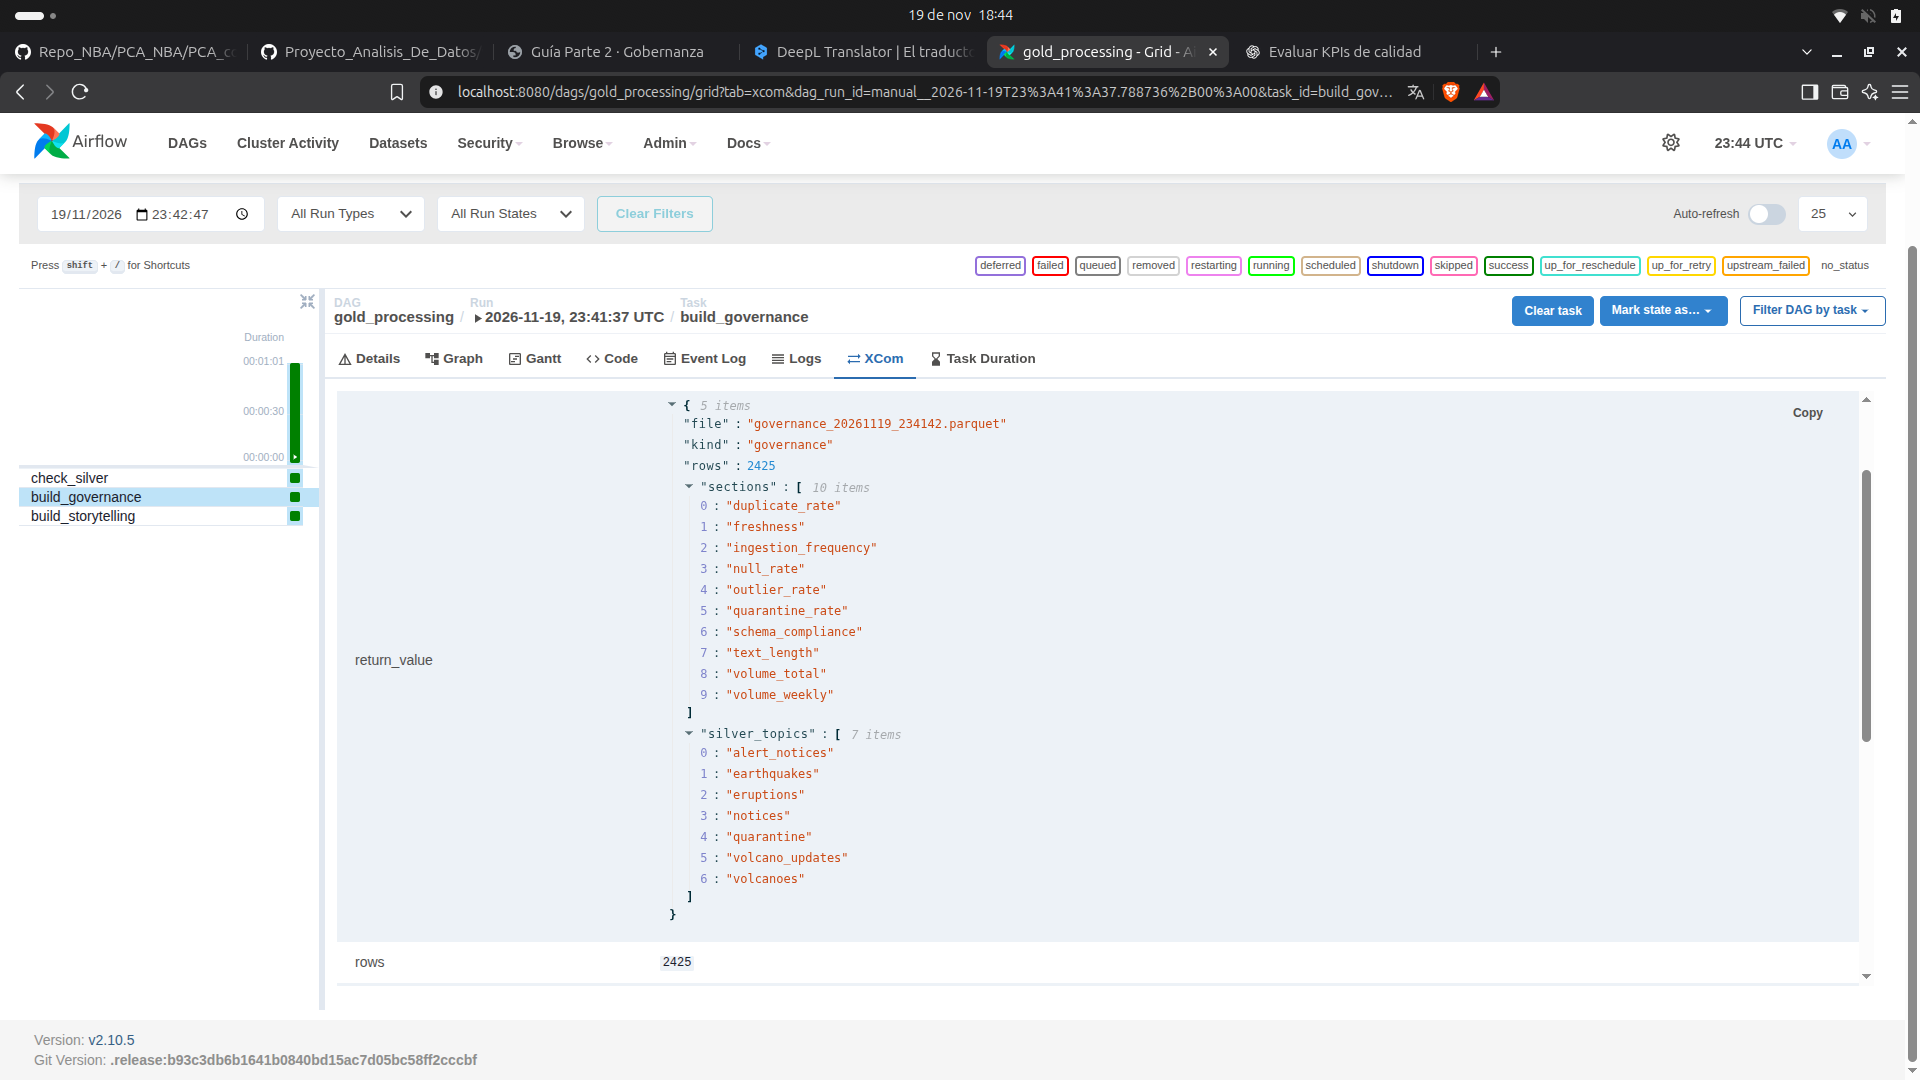 19 de nov 18:44
Repo_NBA/PCA_NBA/PCA_c
Proyecto_Analisis_De_Datos/
Guía Parte 2 · Gobernanza
DeepL Translator | El traducto
gold_processing - Grid - Ai
Evaluar KPIs de calidad
localhost:8080/dags/gold_processing/grid?tab=xcom&dag_run_id=manual__2026-11-19T23%3A41%3A37.788736%2B00%3A00&task_id=build_gov…
Airflow
DAGs
Cluster Activity
Datasets
Security
Browse
Admin
Docs
23:44 UTC
AA
19/11/2026 23:42:47
All Run Types
All Run States
Clear Filters
Auto-refresh
25
Press shift + / for Shortcuts
deferred
failed
queued
removed
restarting
running
scheduled
shutdown
skipped
success
up_for_reschedule
up_for_retry
upstream_failed
no_status
Duration
00:01:01
00:00:30
00:00:00
check_silver
build_governance
build_storytelling
DAG
gold_processing /
Run
2026-11-19, 23:41:37 UTC /
Task
build_governance
Clear task
Mark state as…
Filter DAG by task
Details
Graph
Gantt
Code
Event Log
Logs
XCom
Task Duration
Copy
return_value
{ 5 items
"file" : "governance_20261119_234142.parquet"
"kind" : "governance"
"rows" : 2425
"sections" : [ 10 items
0 : "duplicate_rate"
1 : "freshness"
2 : "ingestion_frequency"
3 : "null_rate"
4 : "outlier_rate"
5 : "quarantine_rate"
6 : "schema_compliance"
7 : "text_length"
8 : "volume_total"
9 : "volume_weekly"
]
"silver_topics" : [ 7 items
0 : "alert_notices"
1 : "earthquakes"
2 : "eruptions"
3 : "notices"
4 : "quarantine"
5 : "volcano_updates"
6 : "volcanoes"
]
}
rows 2425
Version: v2.10.5
Git Version: .release:b93c3db6b1641b0840bd15ac7d05bc58ff2cccbf